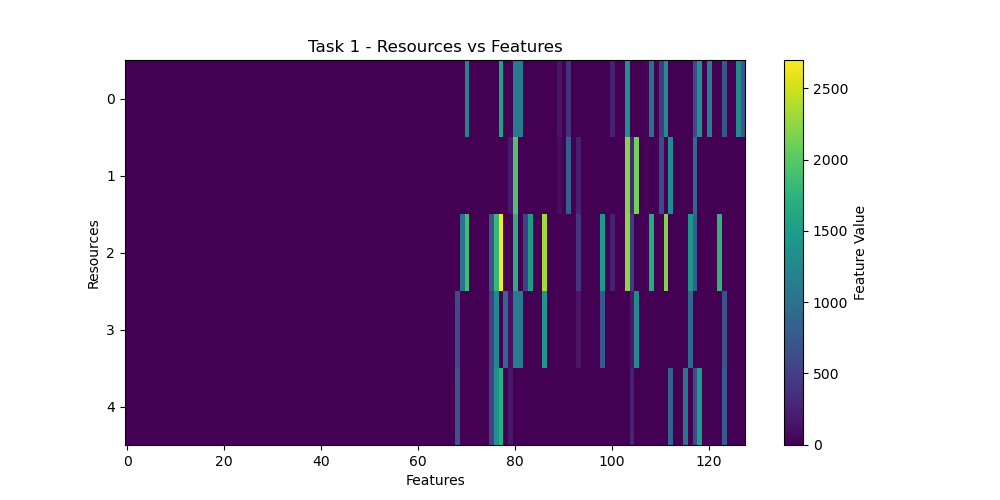 Task 1 - Resources vs Features
Resources
0
1
2
3
4
0 20 40 60 80 100 120
Features
2500
2000
1500
1000
500
0
Feature Value